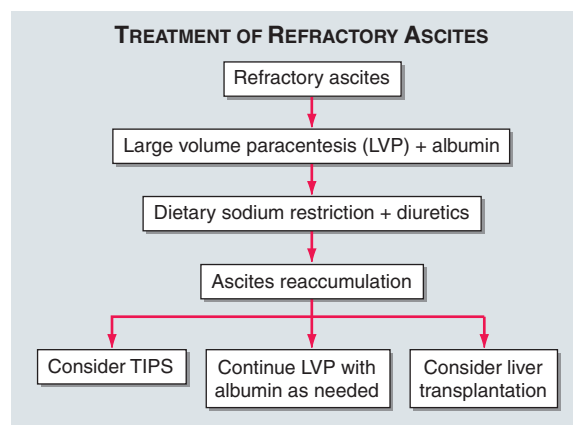 TREATMENT OF REFRACTORY ASCITES
Refractory ascites
Large volume paracentesis (LVP) + albumin
Dietary sodium restriction + diuretics
Ascites reaccumulation
Consider TIPS
Continue LVP with
albumin as needed
Consider liver
transplantation